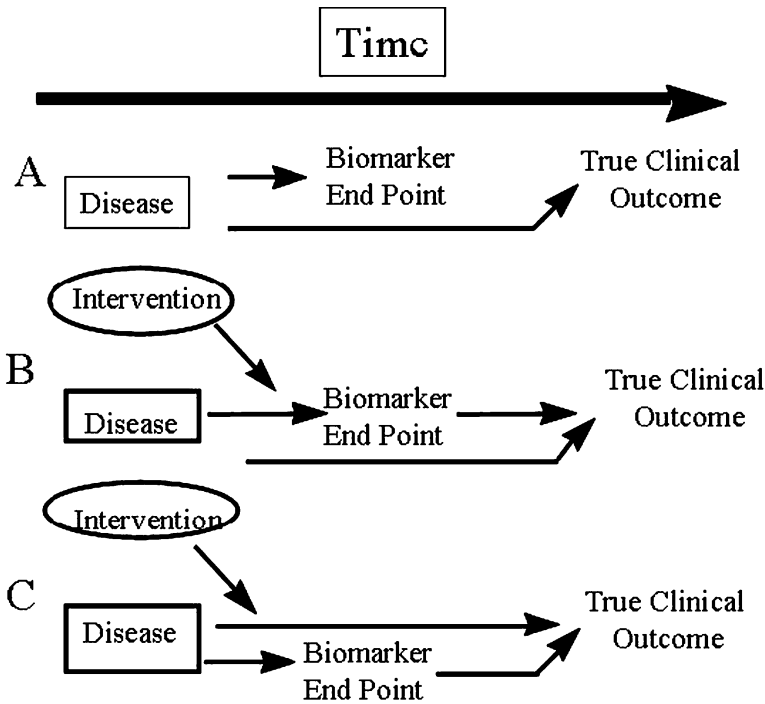 Time
A
Disease
Biomarker
End Point
True Clinical
Outcome
Intervention
B
Disease
Biomarker
End Point
True Clinical
Outcome
Intervention
C
Disease
Biomarker
End Point
True Clinical
Outcome